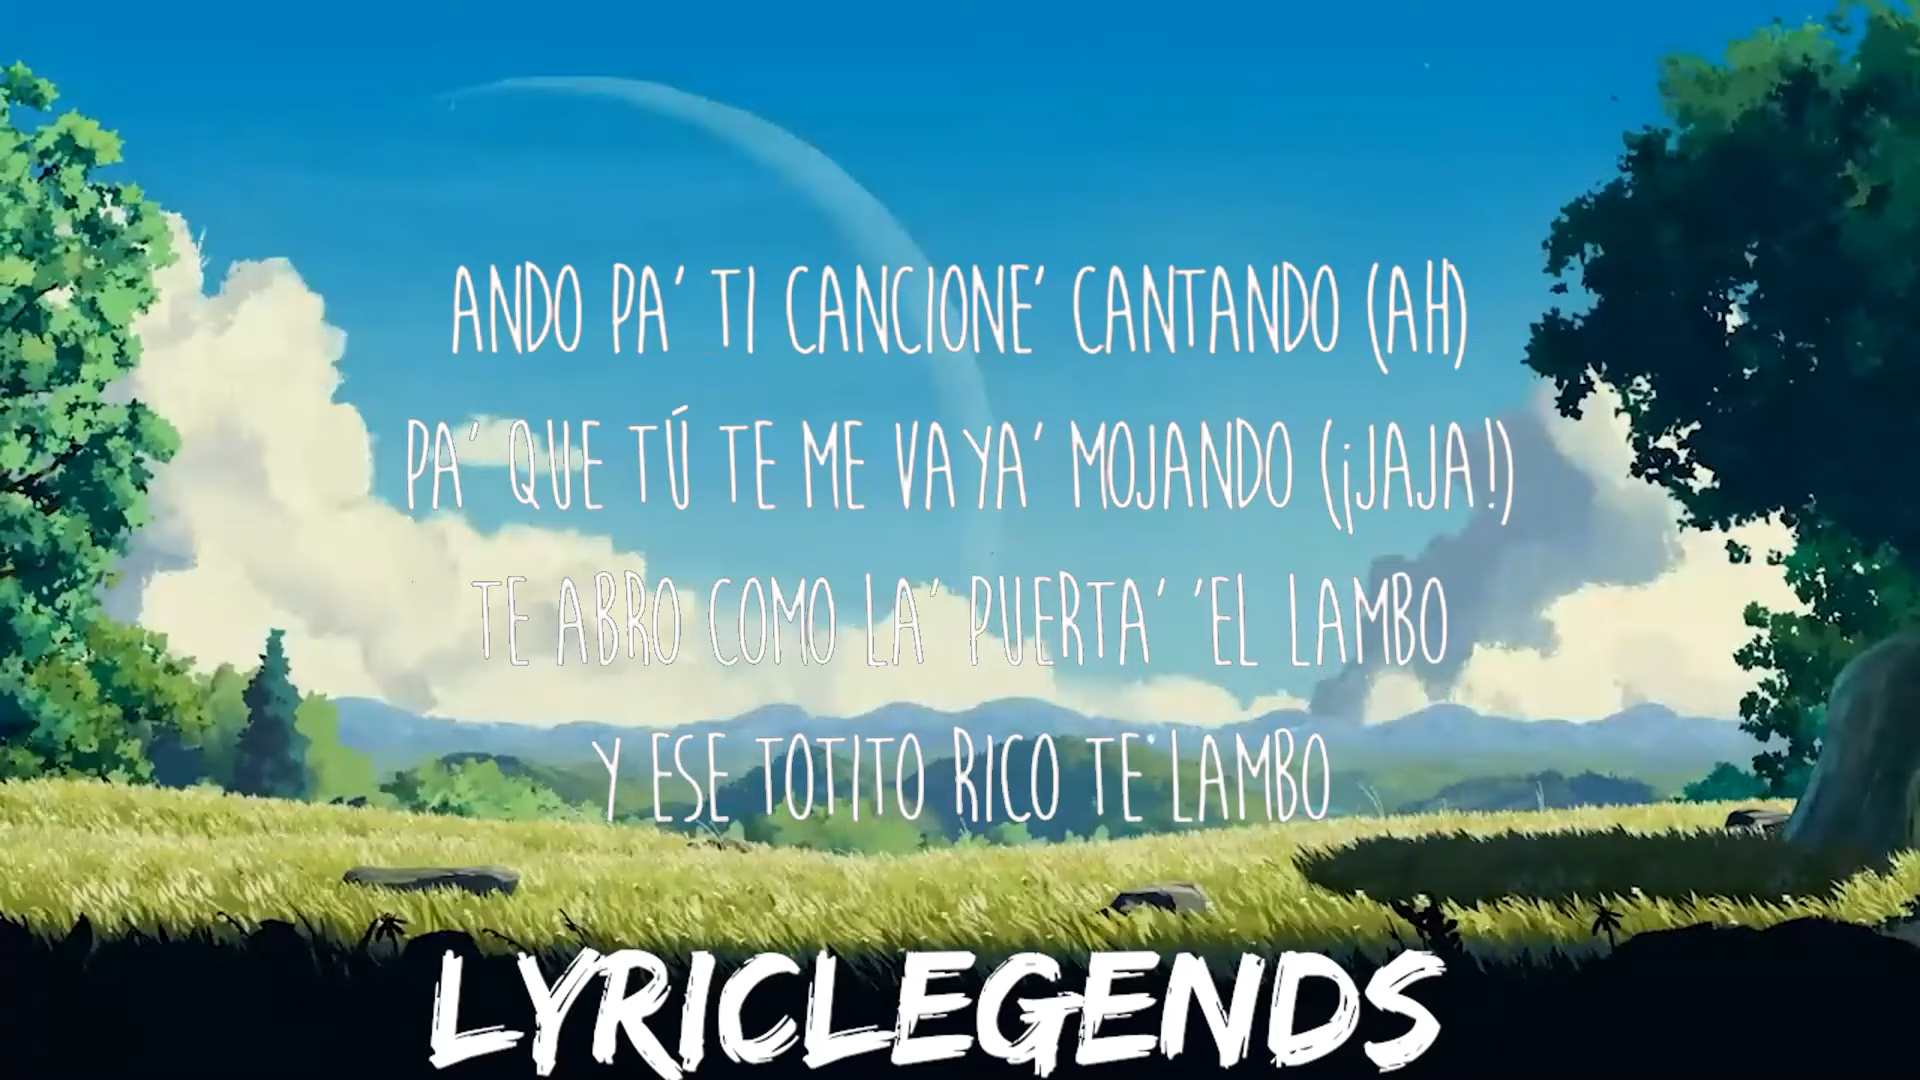 ANDO PA' TI CANCIONE' CANTANDO (AH)
PA' QUE TÚ TE ME VAYA' MOJANDO (¡JAJA!)
TE ABRO COMO LA' PUERTA' 'EL LAMBO
Y ESE TOTITO RICO TE LAMBO
LYRICLEGENDS